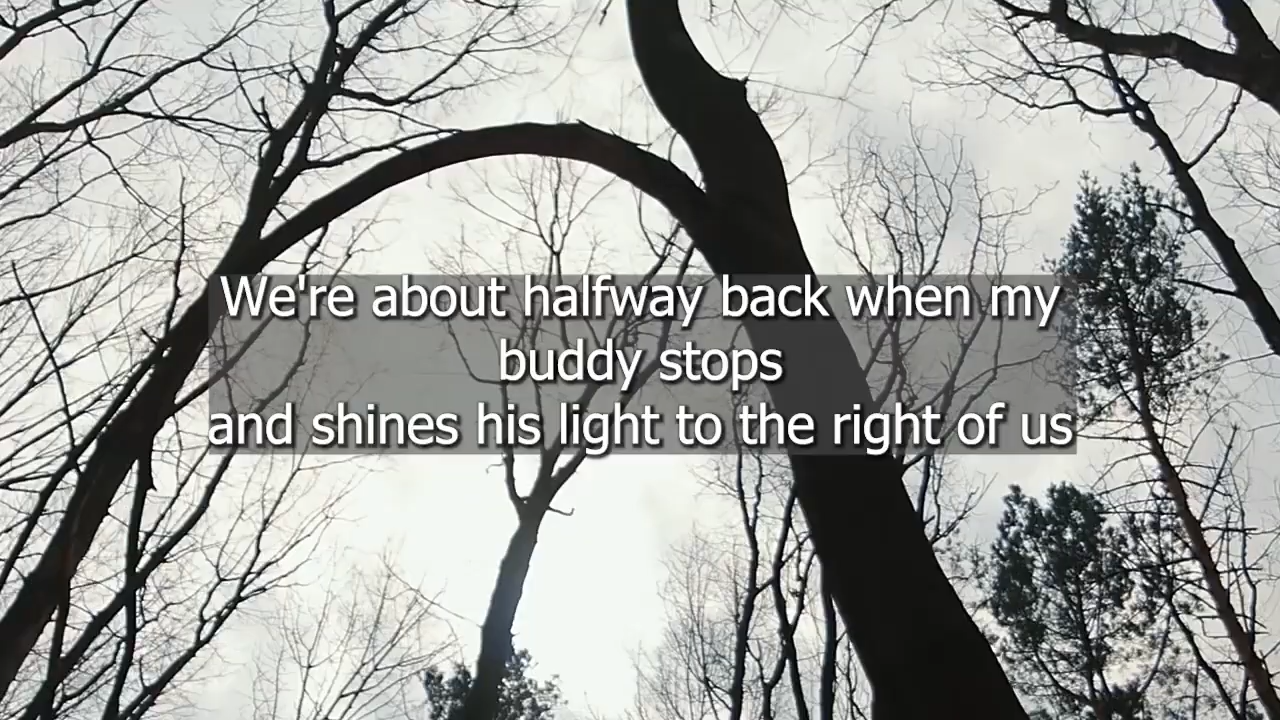 We're about halfway back when my
buddy stops
and shines his light to the right of us